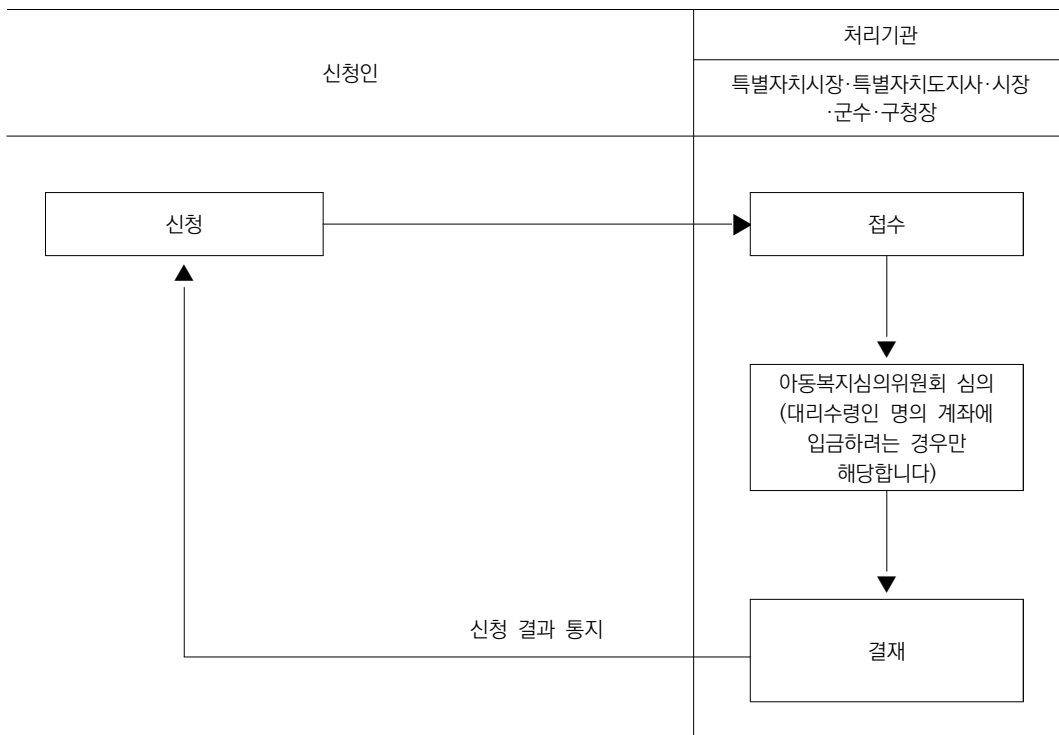 신청인
처리기관
특별자치시장·특별자치도지사·시장
·군수·구청장
신청
접수
아동복지심의위원회 심의
(대리수령인 명의 계좌에
입금하려는 경우만
해당합니다)
신청 결과 통지
결재